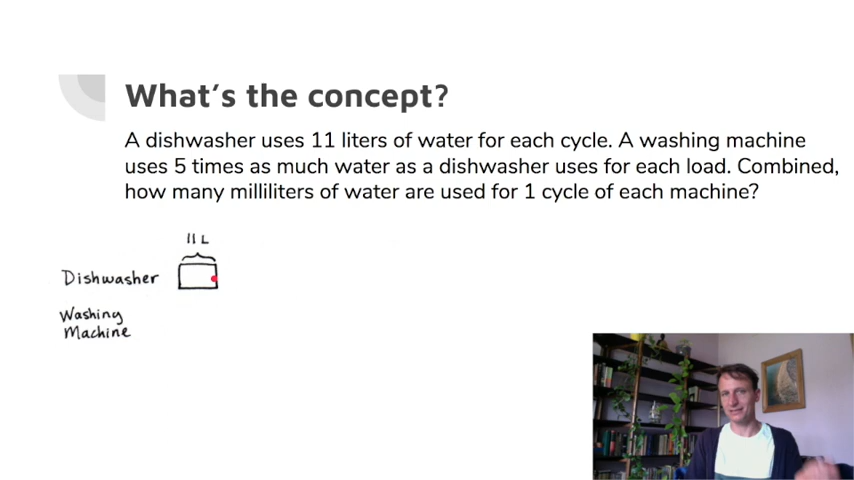 What's the concept?
A dishwasher uses 11 liters of water for each cycle. A washing machine
uses 5 times as much water as a dishwasher uses for each load. Combined,
how many milliliters of water are used for 1 cycle of each machine?
11 L
Dishwasher
Washing
Machine